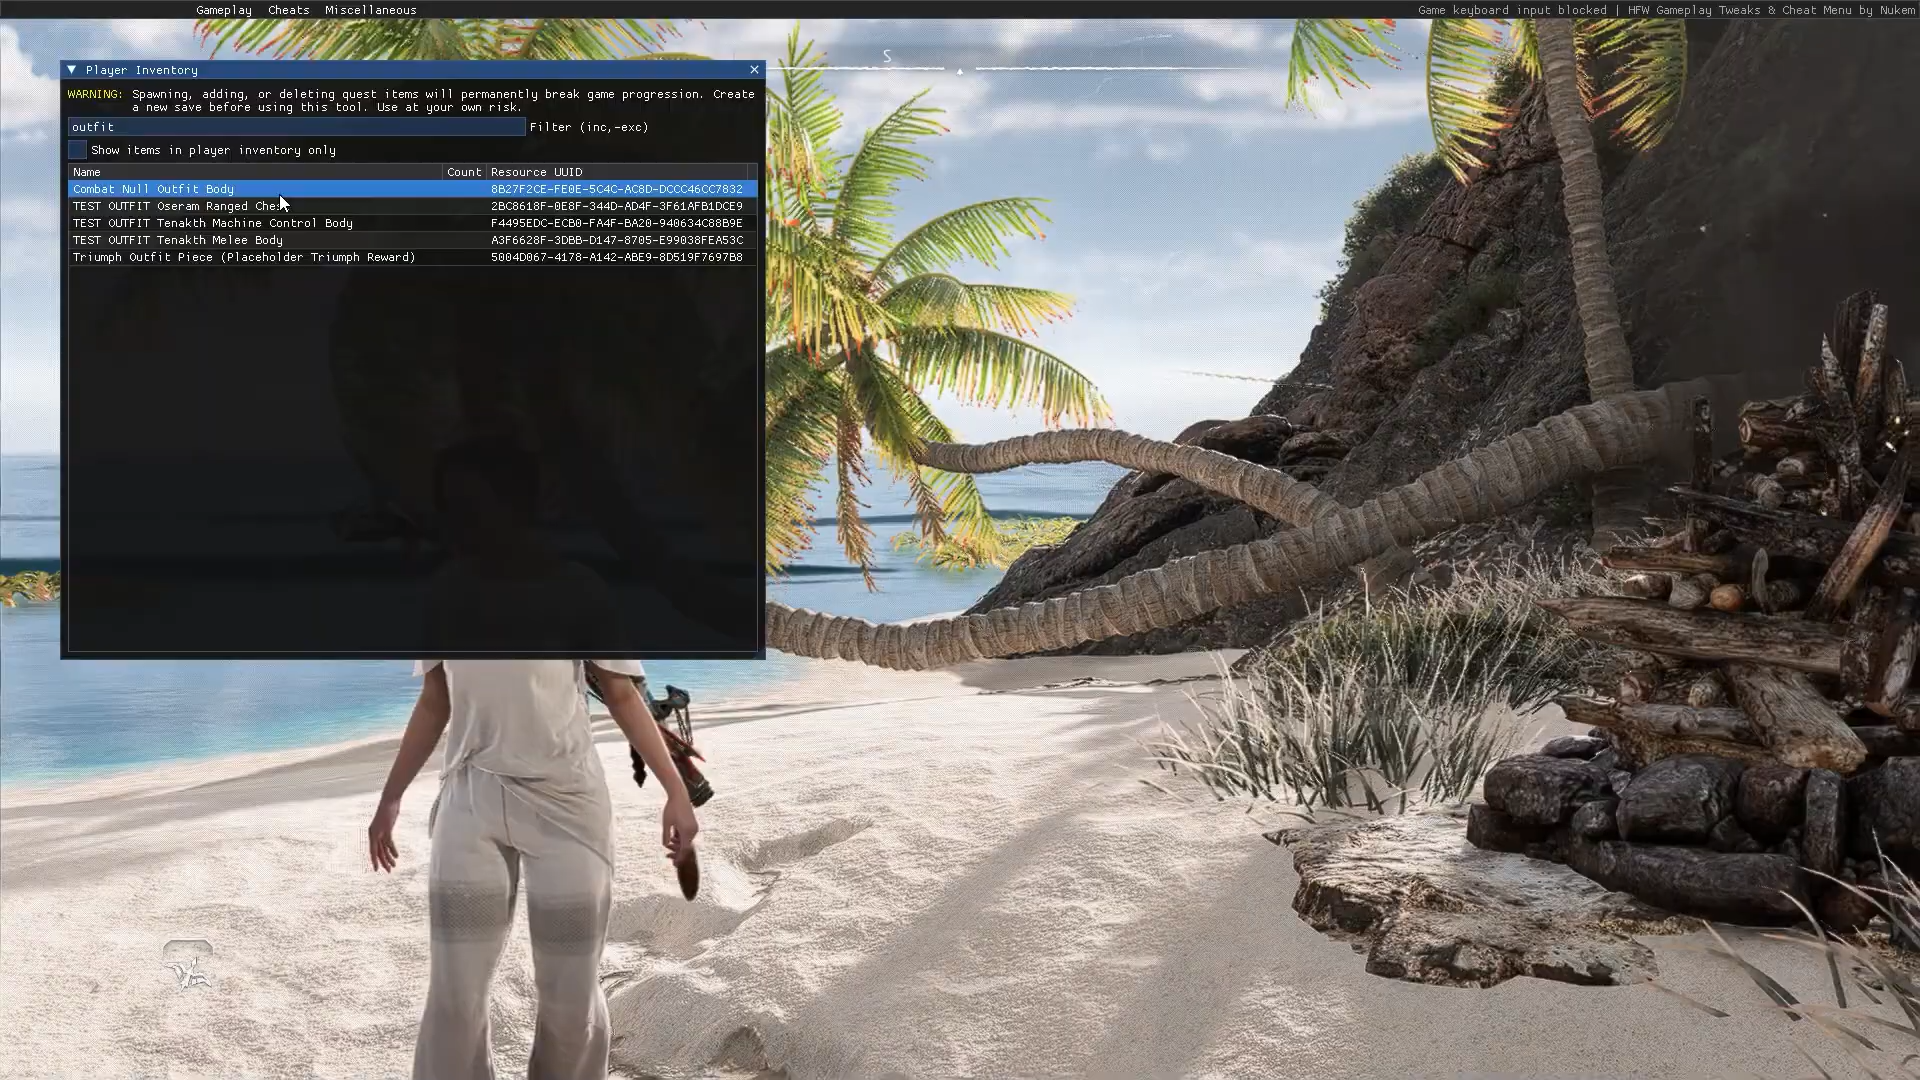 Gameplay Cheats Miscellaneous
Game keyboard input blocked | HFW Gameplay Tweaks & Cheat Menu by Nukem
S
Player Inventory
WARNING: Spawning, adding, or deleting quest items will permanently break game progression. Create
a new save before using this tool. Use at your own risk.
outfit Filter (inc,-exc)
Show items in player inventory only
Name Count Resource UUID
Combat Null Outfit Body 8B27F2CE-FE0E-5C4C-AC8D-DCCC46CC7832
TEST OUTFIT Oseram Ranged Ches 2BC8618F-0E8F-344D-AD4F-3F61AFB1DCE9
TEST OUTFIT Tenakth Machine Control Body F4495EDC-ECB0-FA4F-BA20-940634C88B9E
TEST OUTFIT Tenakth Melee Body A3F6628F-3DBB-D147-8705-E99038FEA53C
Triumph Outfit Piece (Placeholder Triumph Reward) 5004D067-4178-A142-ABE9-8D519F7697B8